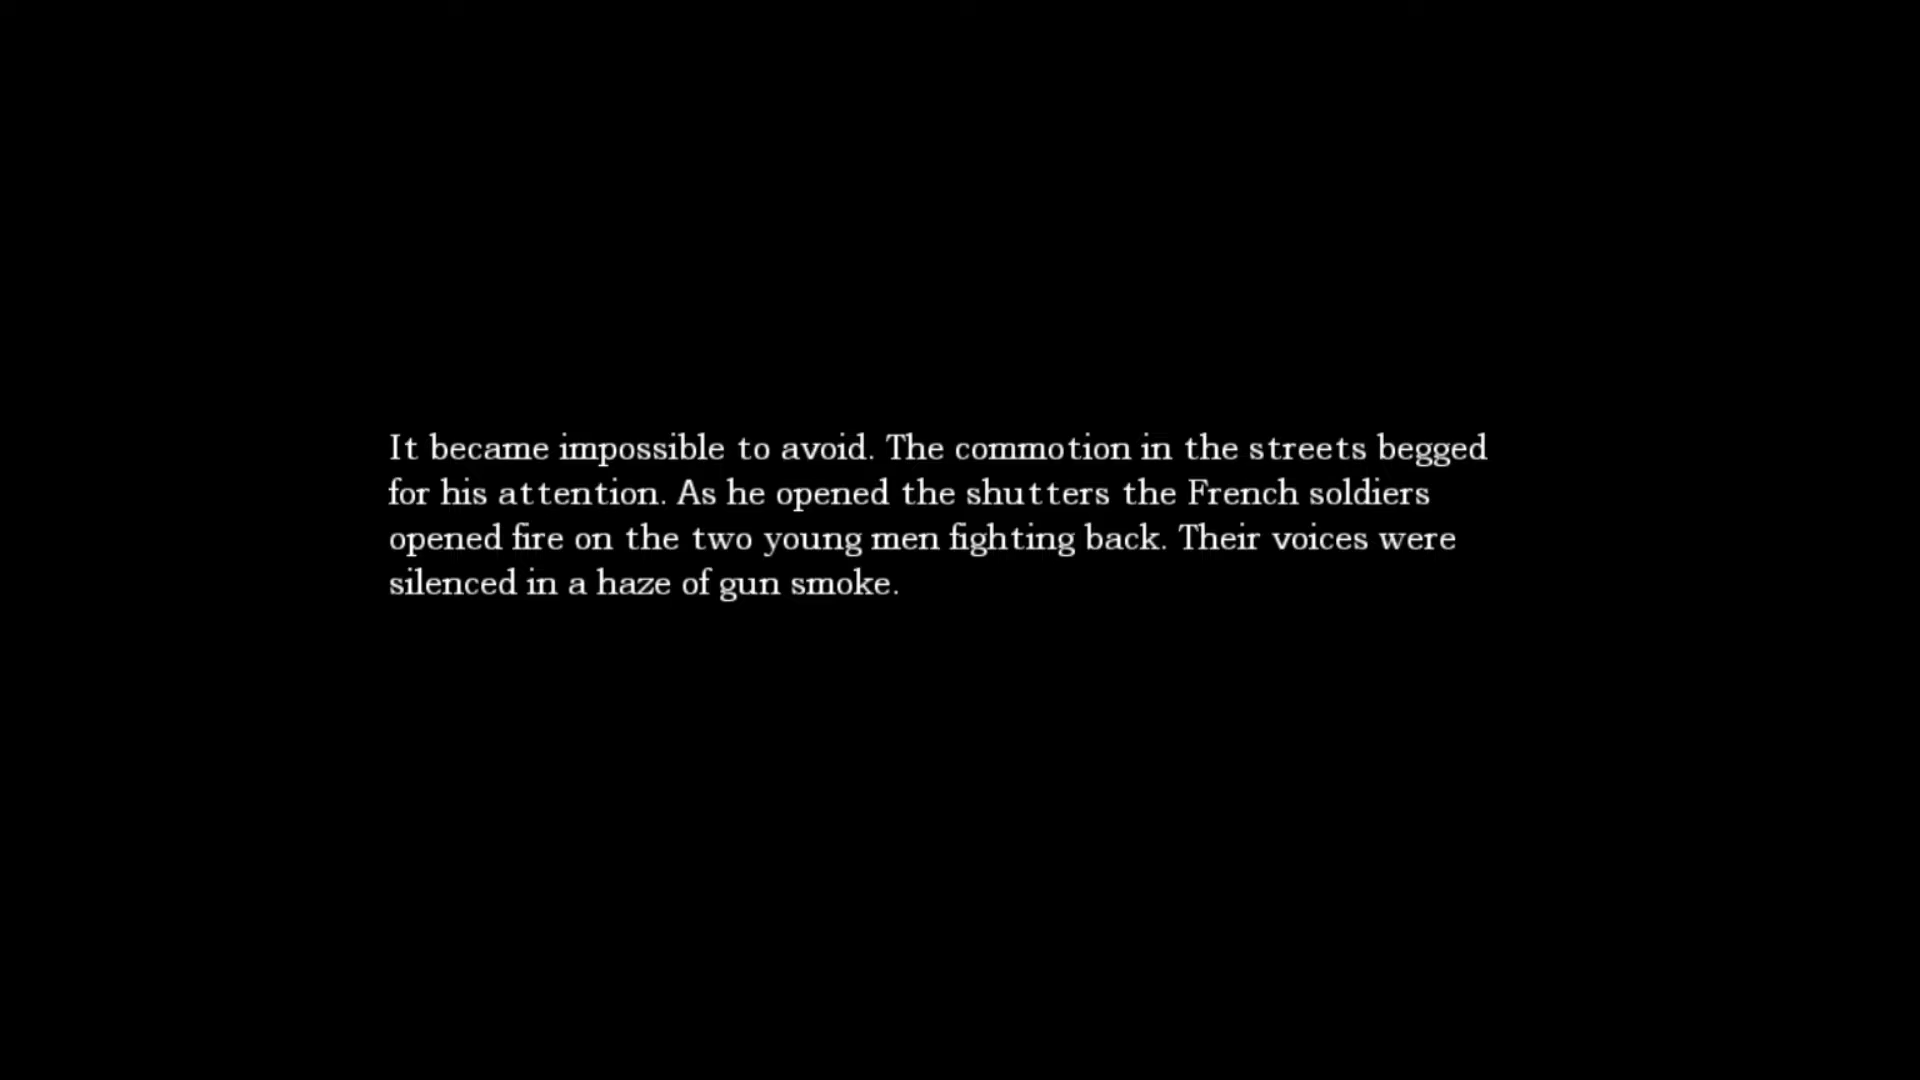 It became impossible to avoid. The commotion in the streets begged
for his attention. As he opened the shutters the French soldiers
opened fire on the two young men fighting back. Their voices were
silenced in a haze of gun smoke.